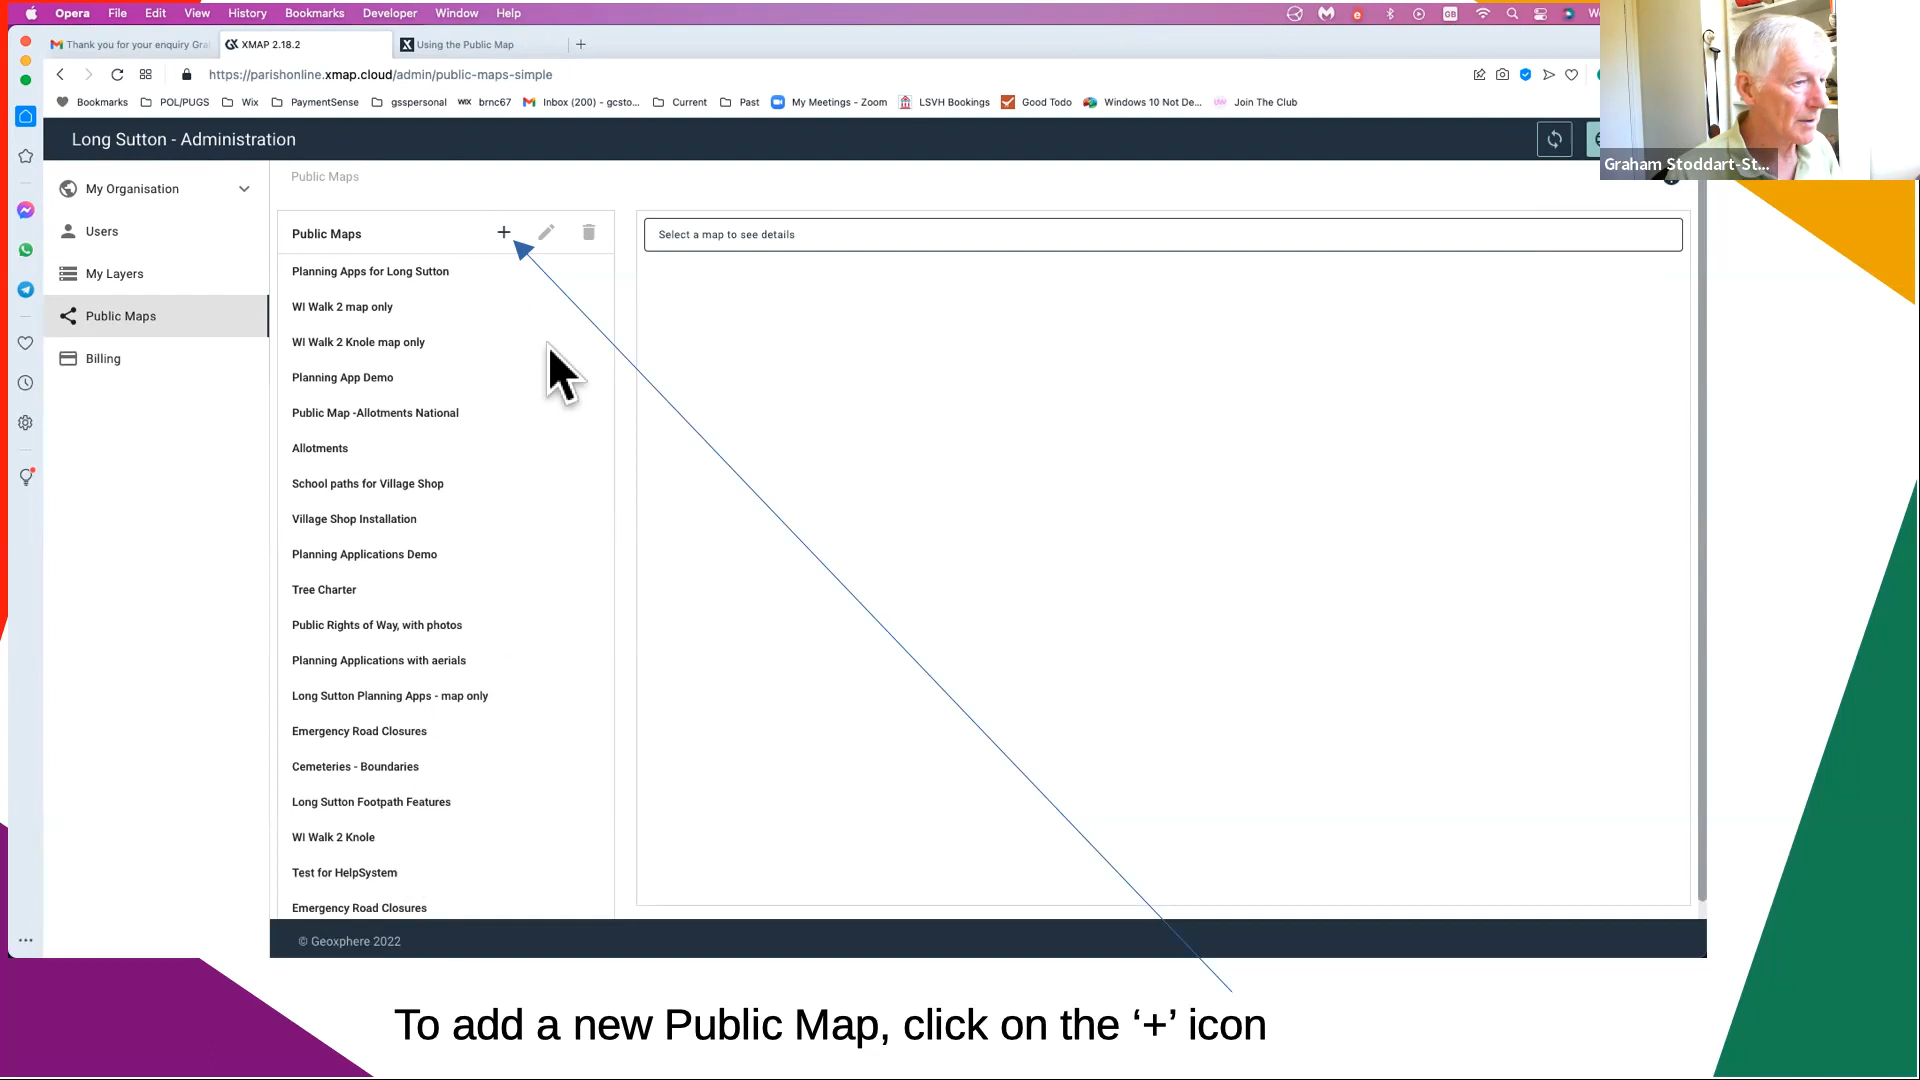 Opera File Edit View History Bookmarks Developer Window Help
Thank you for your enquiry Gra
XMAP 2.18.2
Using the Public Map
https://parishonline.xmap.cloud/admin/public-maps-simple
Bookmarks POL/PUGS Wix PaymentSense gsspersonal WIX brnc67 Inbox (200) - gcsto... Current Past My Meetings - Zoom LSVH Bookings Good Todo Windows 10 Not De... Join The Club
Long Sutton - Administration
Graham Stoddart-St...
My Organisation
Users
My Layers
Public Maps
Billing
Public Maps
Public Maps
Select a map to see details
Planning Apps for Long Sutton
WI Walk 2 map only
WI Walk 2 Knole map only
Planning App Demo
Public Map -Allotments National
Allotments
School paths for Village Shop
Village Shop Installation
Planning Applications Demo
Tree Charter
Public Rights of Way, with photos
Planning Applications with aerials
Long Sutton Planning Apps - map only
Emergency Road Closures
Cemeteries - Boundaries
Long Sutton Footpath Features
WI Walk 2 Knole
Test for HelpSystem
Emergency Road Closures
© Geoxphere 2022
To add a new Public Map, click on the ‘+’ icon